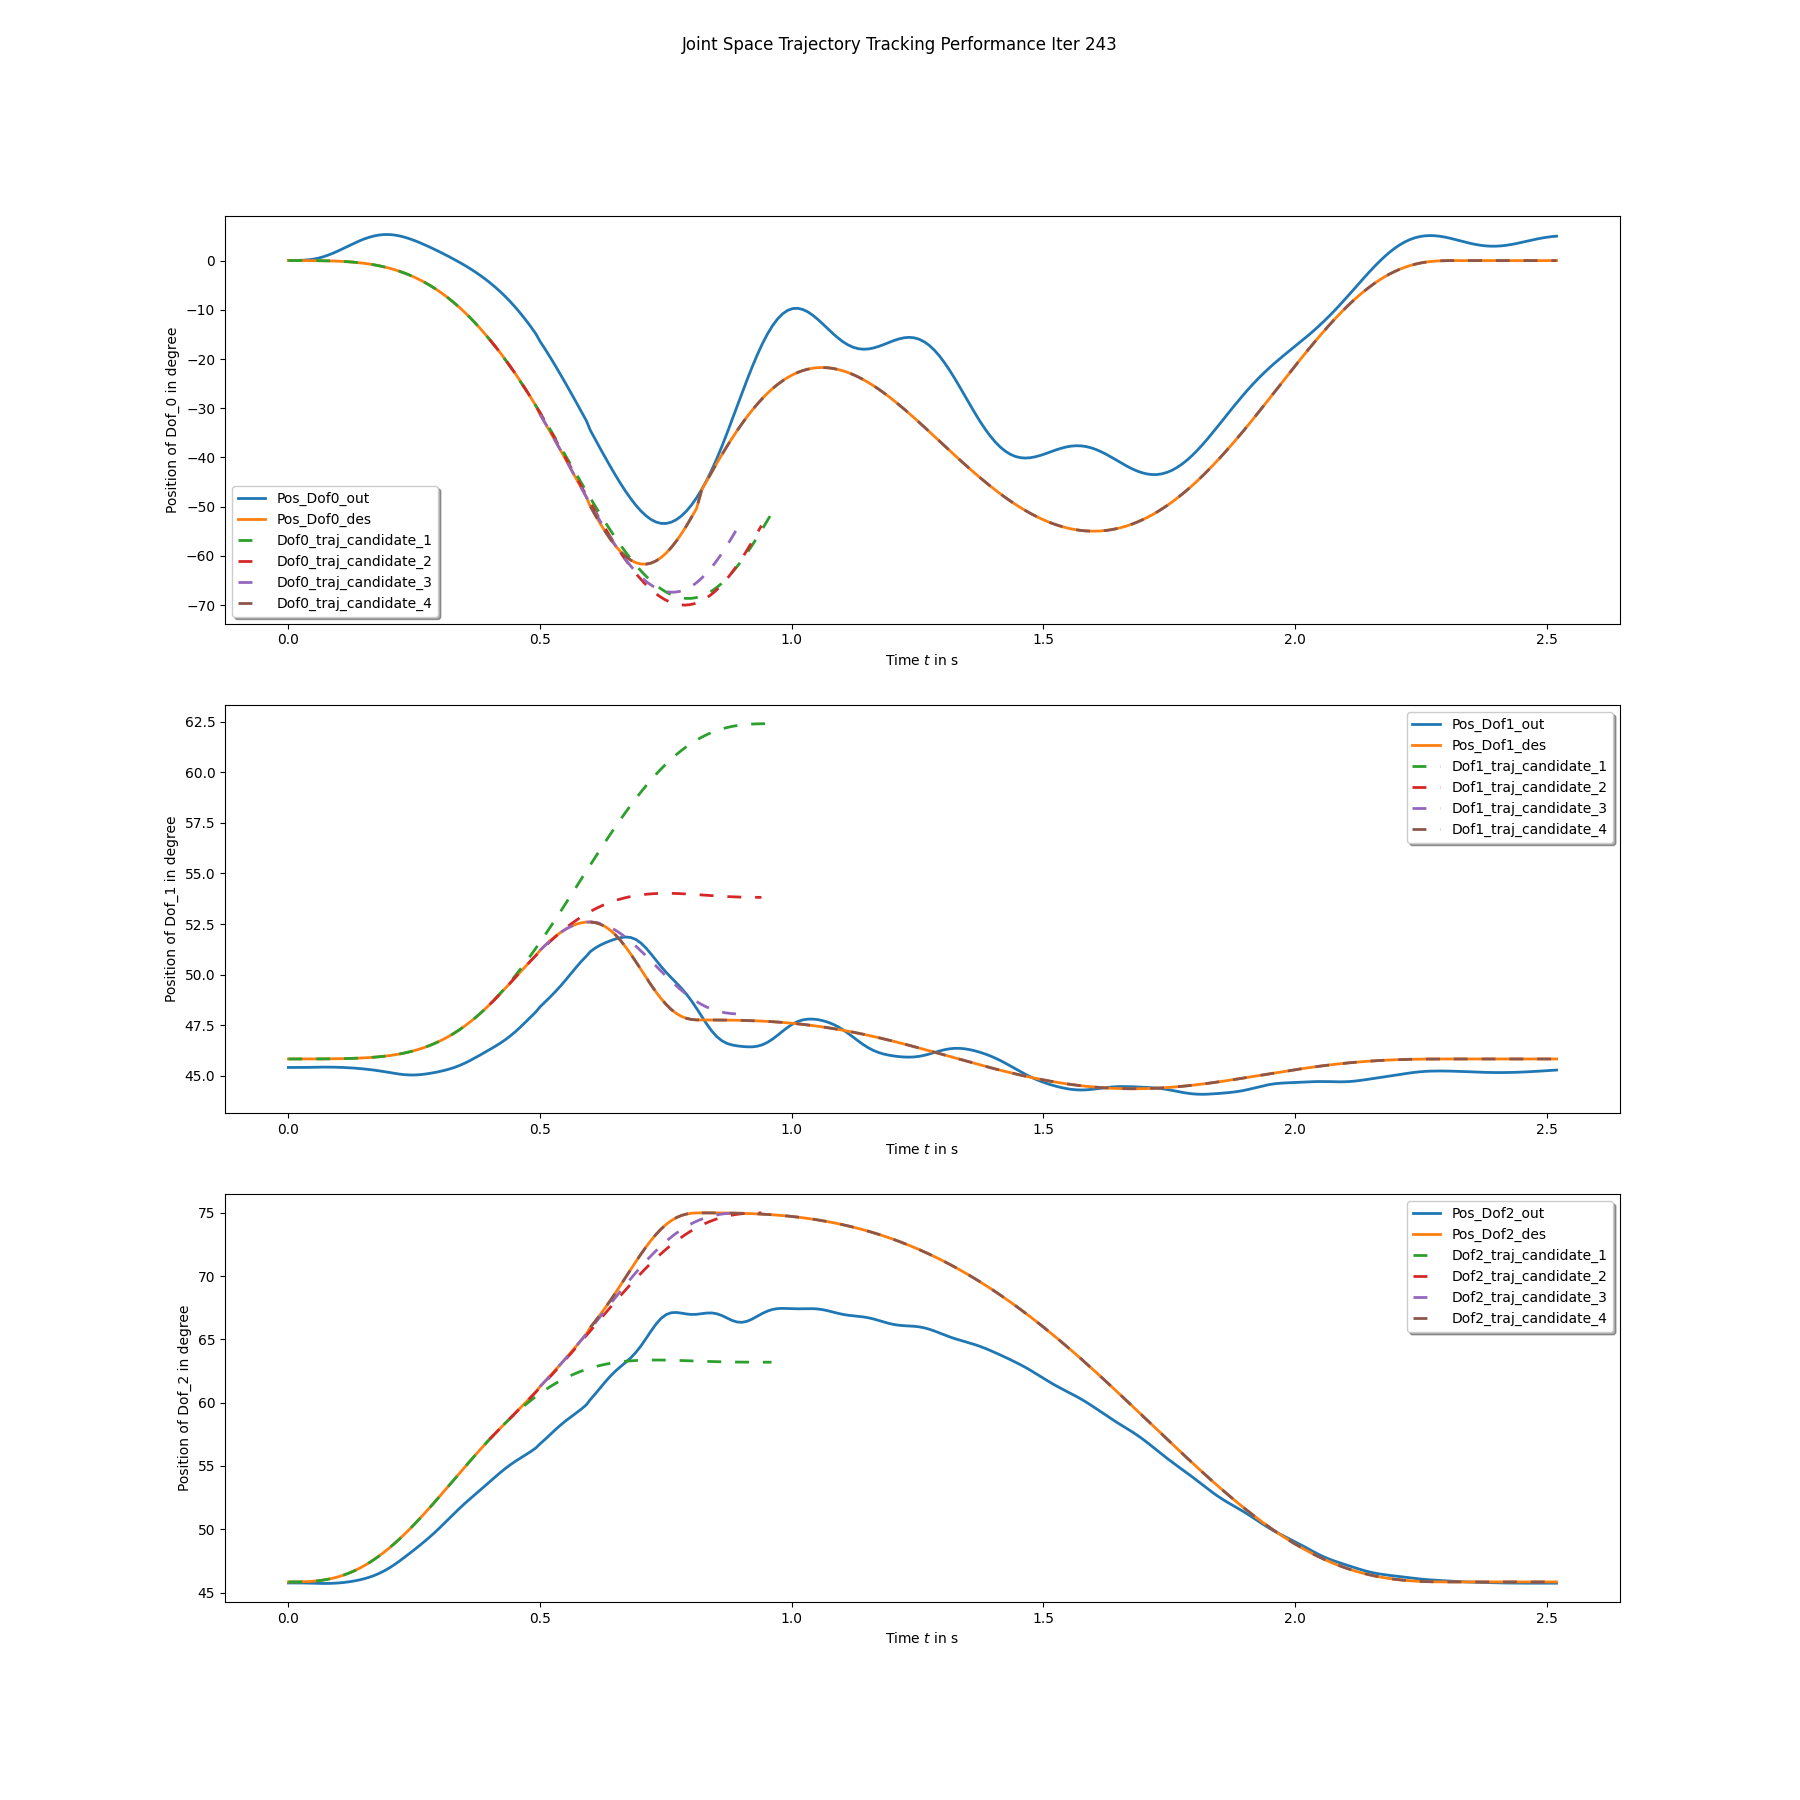 Joint Space Trajectory Tracking Performance Iter 243
Position of Dof_0 in degree
0
−10
−20
−30
−40
−50
−60
−70
Pos_Dof0_out
Pos_Dof0_des
Dof0_traj_candidate_1
Dof0_traj_candidate_2
Dof0_traj_candidate_3
Dof0_traj_candidate_4
0.0 0.5 1.0 1.5 2.0 2.5
Time t in s
Position of Dof_1 in degree
62.5
60.0
57.5
55.0
52.5
50.0
47.5
45.0
Pos_Dof1_out
Pos_Dof1_des
Dof1_traj_candidate_1
Dof1_traj_candidate_2
Dof1_traj_candidate_3
Dof1_traj_candidate_4
0.0 0.5 1.0 1.5 2.0 2.5
Time t in s
Position of Dof_2 in degree
75
70
65
60
55
50
45
Pos_Dof2_out
Pos_Dof2_des
Dof2_traj_candidate_1
Dof2_traj_candidate_2
Dof2_traj_candidate_3
Dof2_traj_candidate_4
0.0 0.5 1.0 1.5 2.0 2.5
Time t in s